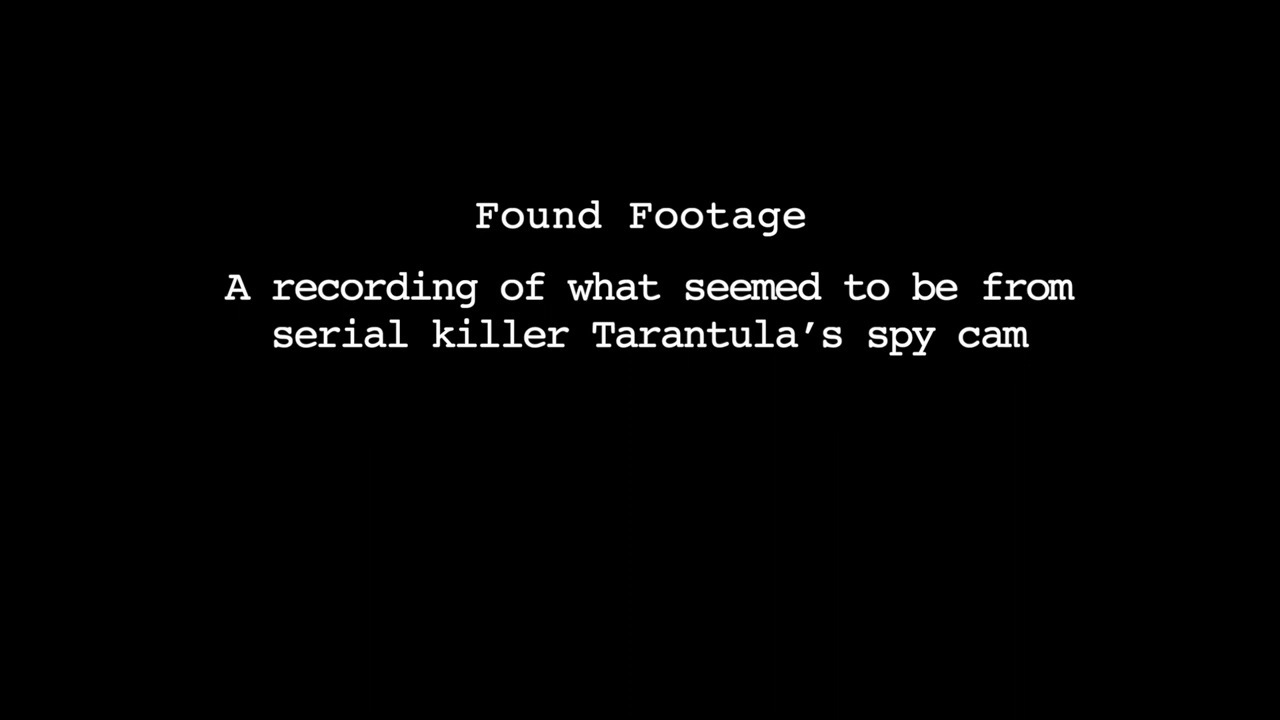 Found Footage
A recording of what seemed to be from
serial killer Tarantula’s spy cam